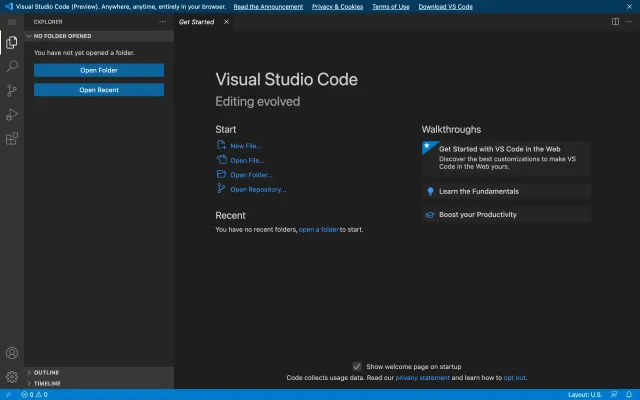 Visual Studio Code (Preview). Anywhere, anytime, entirely in your browser. Read the Announcement Privacy & Cookies Terms of Use Download VS Code
EXPLORER
Get Started
NO FOLDER OPENED
You have not yet opened a folder.
Open Folder
Open Recent
Visual Studio Code
Editing evolved
Start
New File...
Open File...
Open Folder...
Open Repository...
Recent
You have no recent folders, open a folder to start.
Walkthroughs
Get Started with VS Code in the Web
Discover the best customizations to make VS
Code in the Web yours.
Learn the Fundamentals
Boost your Productivity
Show welcome page on startup
Code collects usage data. Read our privacy statement and learn how to opt out.
OUTLINE
TIMELINE
0 0
Layout: U.S.